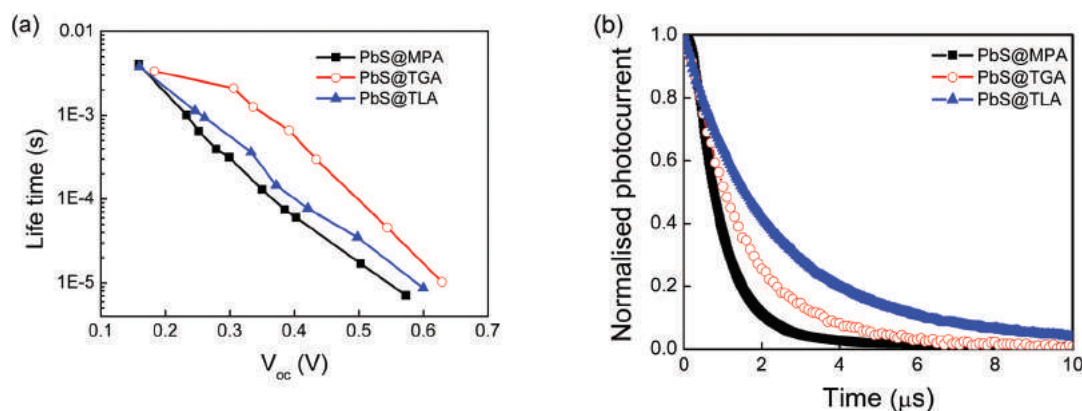 (a)
Life time (s)
0.01
1E-3
1E-4
1E-5
PbS@MPA
PbS@TGA
PbS@TLA
0.1 0.2 0.3 0.4 0.5 0.6 0.7
Voc (V)
(b)
Normalised photocurrent
1.0
0.8
0.6
0.4
0.2
0.0
PbS@MPA
PbS@TGA
PbS@TLA
0 2 4 6 8 10
Time (μs)